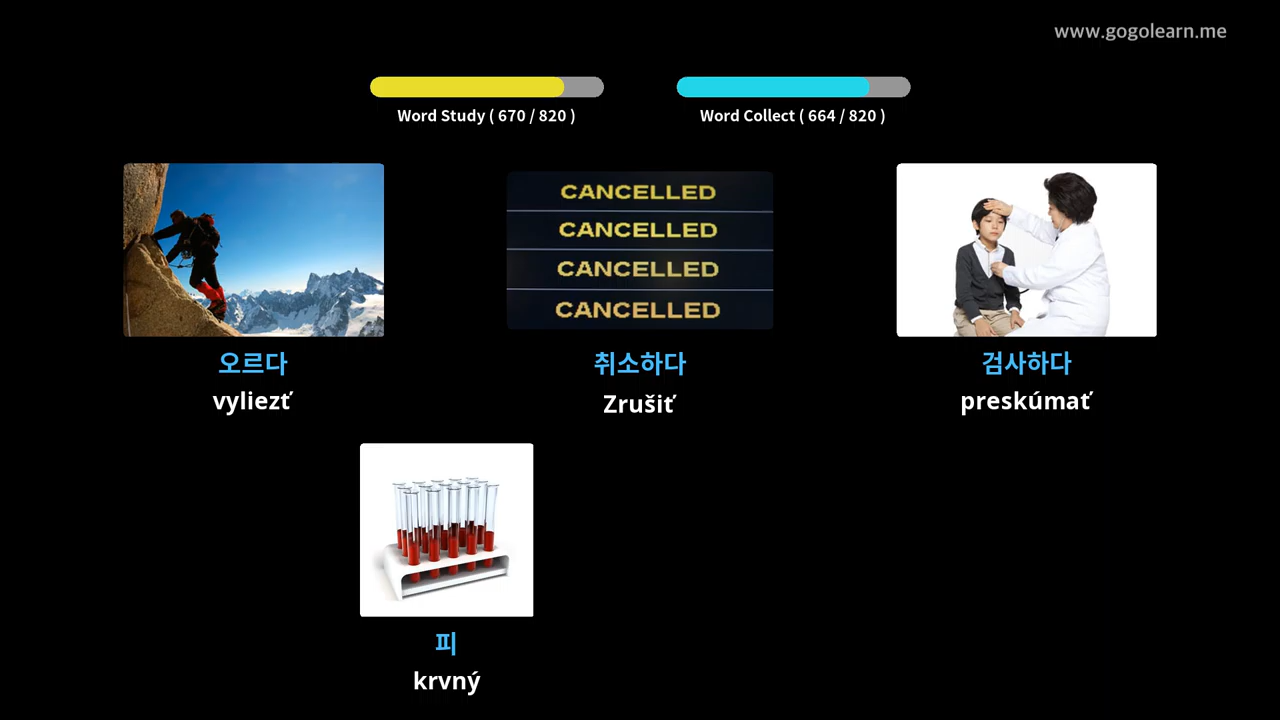 www.gogolearn.me
Word Study ( 670 / 820 )
Word Collect ( 664 / 820 )
CANCELLED
CANCELLED
CANCELLED
CANCELLED
오르다
vyliezť
취소하다
Zrušiť
검사하다
preskúmať
피
krvný